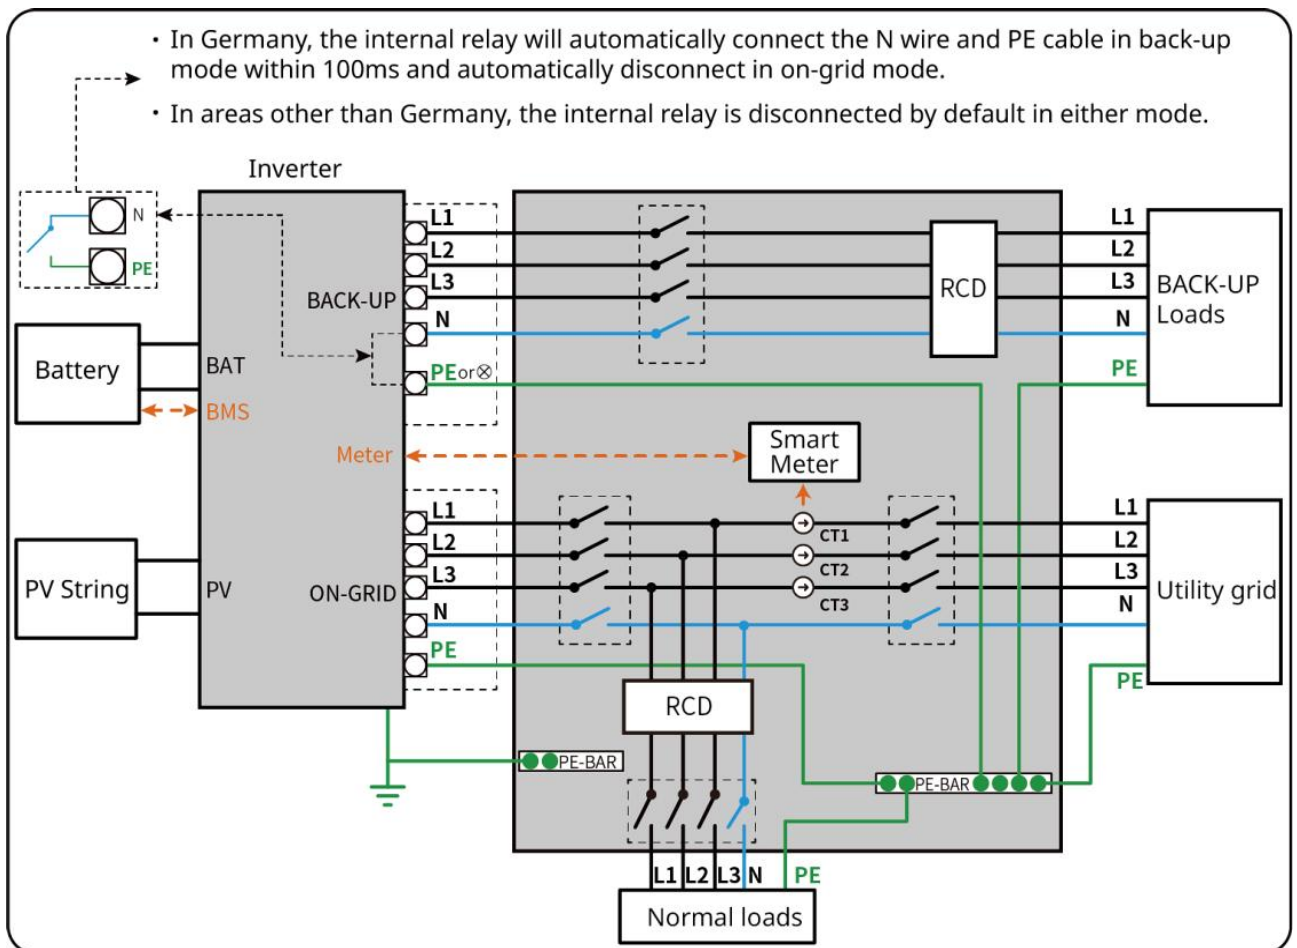 · In Germany, the internal relay will automatically connect the N wire and PE cable in back-up
mode within 100ms and automatically disconnect in on-grid mode.
· In areas other than Germany, the internal relay is disconnected by default in either mode.
Inverter
N
PE
L1
L2
L3
N
PEor⊗
BACK-UP
RCD
L1
L2
L3
N
PE
BACK-UP
Loads
Battery
BAT
BMS
Meter
Smart
Meter
PV String
PV
ON-GRID
L1
L2
L3
N
PE
CT1
CT2
CT3
L1
L2
L3
N
PE
Utility grid
RCD
PE-BAR
PE-BAR
L1 L2 L3 N PE
Normal loads